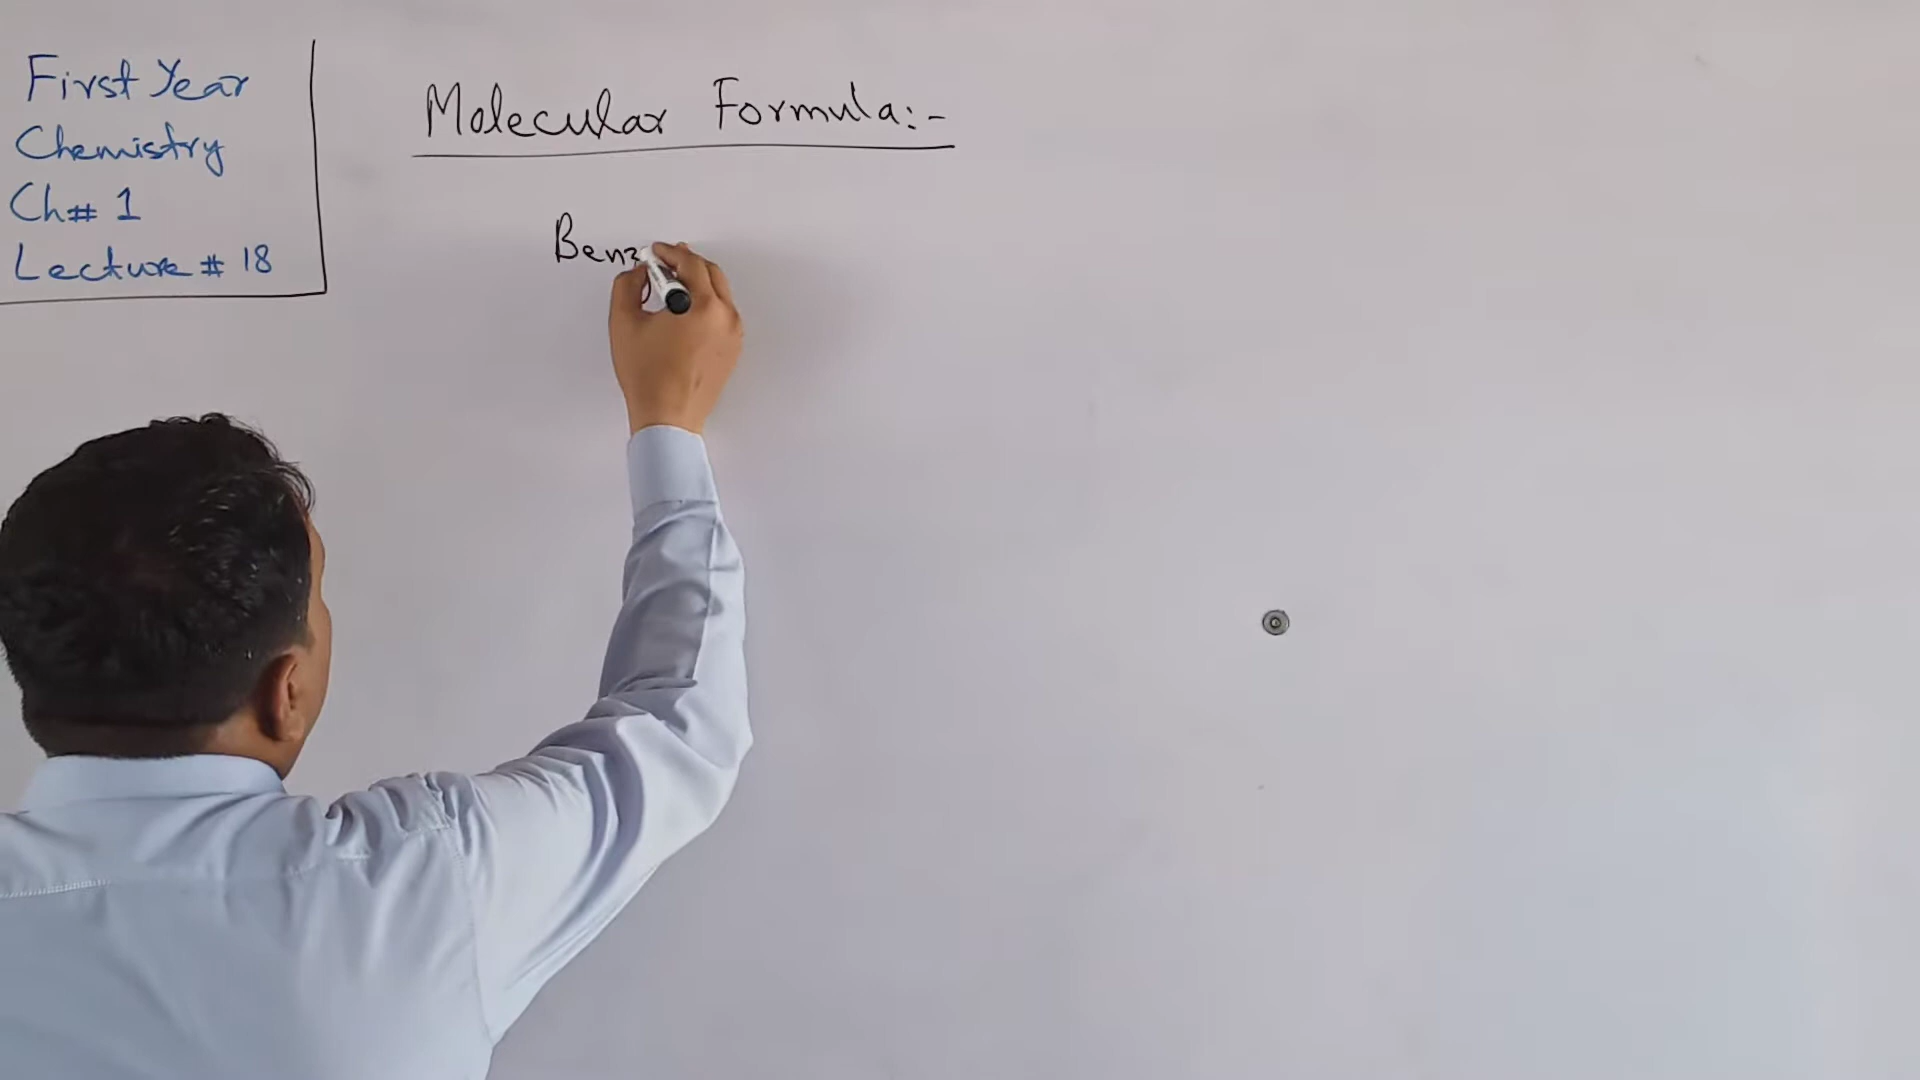 First Year
Chemistry
Ch# 1
Lecture # 18
Molecular Formula:-
Benz